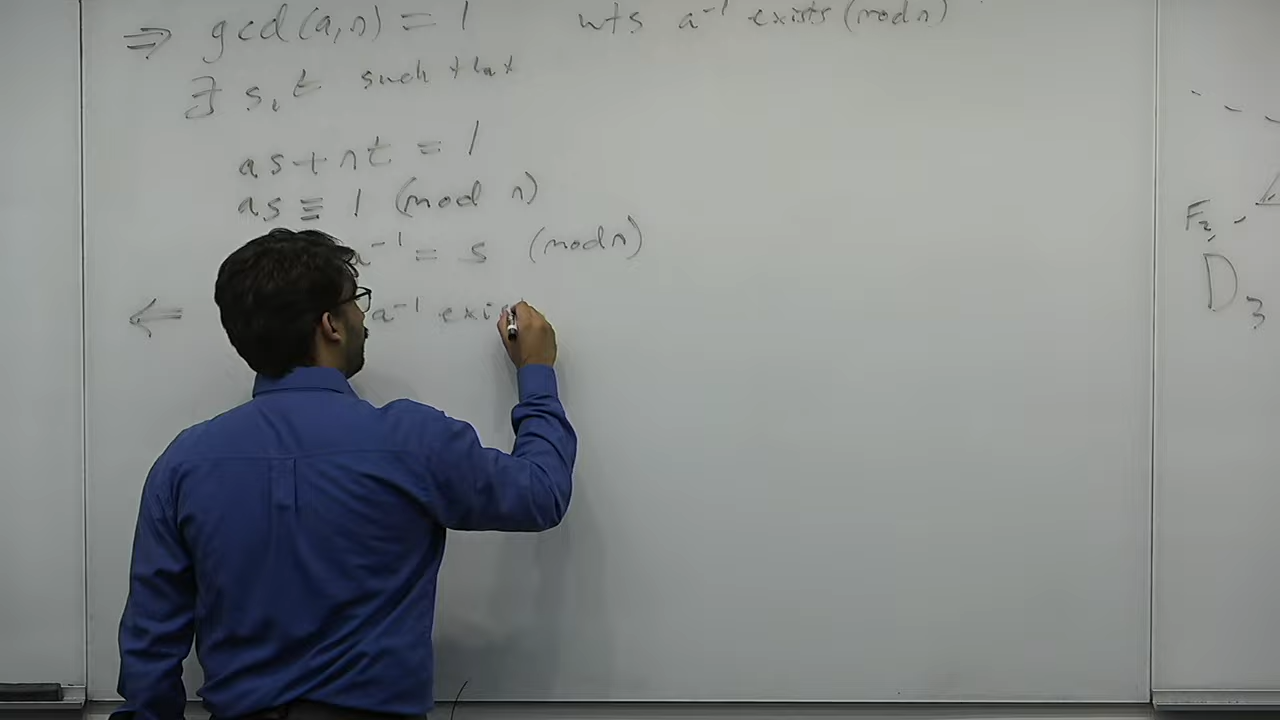 ⇒ gcd(a,n) = 1 wts a⁻¹ exists (mod n)
∃ s, t such that
as + nt = 1
as ≡ 1 (mod n)
a⁻¹ = s (mod n)
⇐ a⁻¹ exis
F₂,
D₃